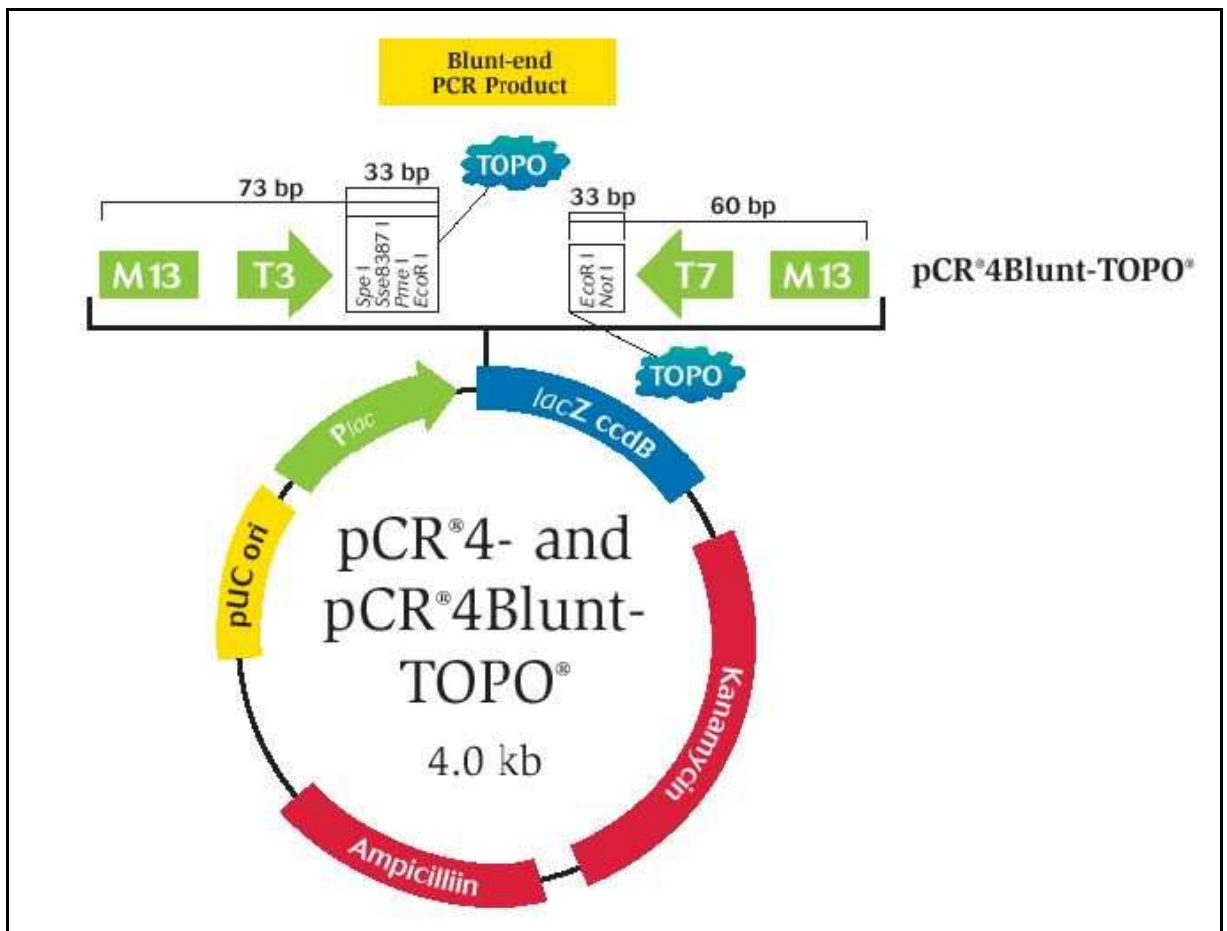 Blunt-end
PCR Product
TOPO
33 bp
73 bp
33 bp
60 bp
M13
T3
Spe I
Sse8387 I
Pme I
EcoR I
EcoR I
Not I
T7
M13
pCR®4Blunt-TOPO®
TOPO
Plac
lacZ ccdB
pUC ori
pCR®4- and
pCR®4Blunt-
TOPO®
4.0 kb
Kanamycin
Ampicilliin